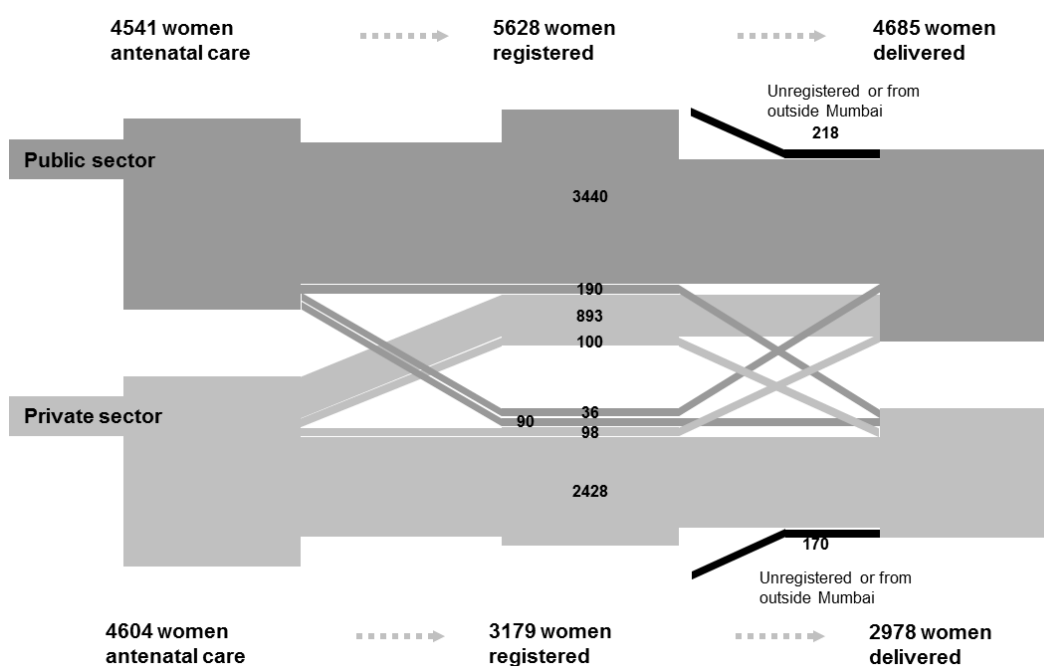 4541 women
antenatal care
5628 women
registered
4685 women
delivered
Unregistered or from
outside Mumbai
218
Public sector
3440
190
893
100
Private sector
36
90
98
2428
170
Unregistered or from
outside Mumbai
4604 women
antenatal care
3179 women
registered
2978 women
delivered